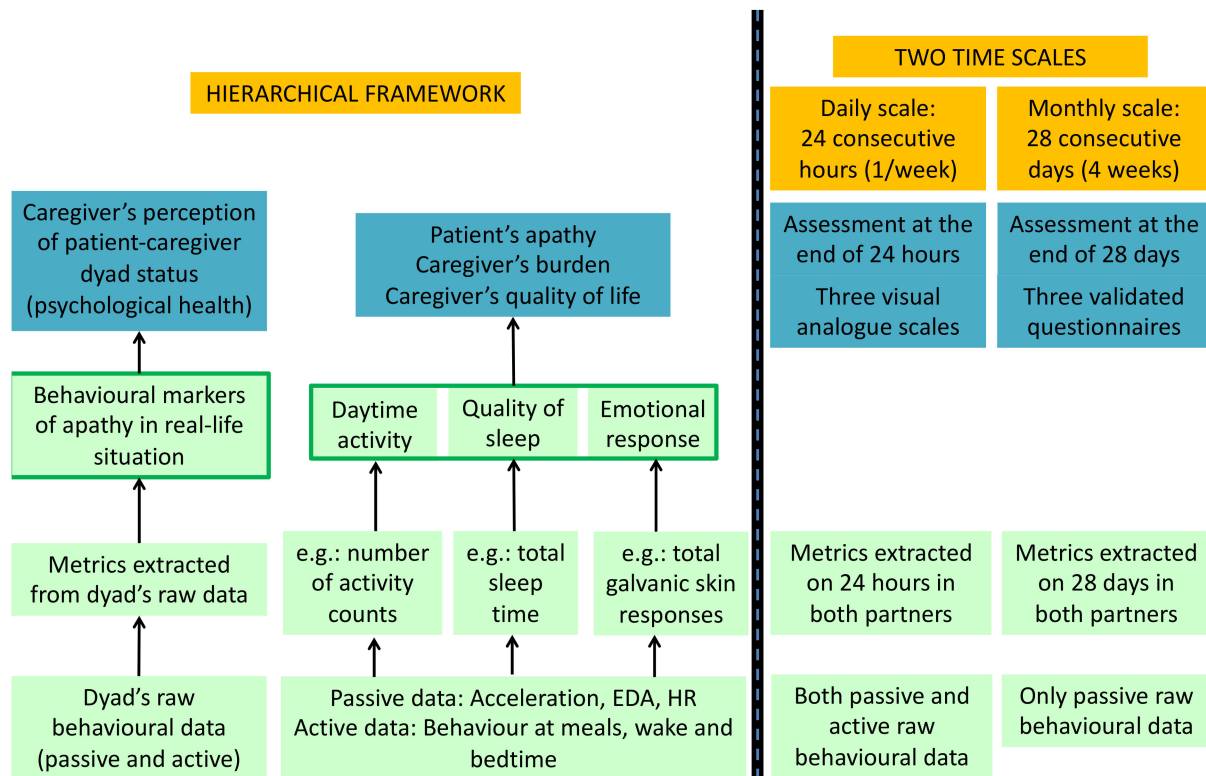 HIERARCHICAL FRAMEWORK
Caregiver’s perception
of patient-caregiver
dyad status
(psychological health)
Patient’s apathy
Caregiver’s burden
Caregiver’s quality of life
Behavioural markers
of apathy in real-life
situation
Daytime
activity
Quality of
sleep
Emotional
response
Metrics extracted
from dyad’s raw data
e.g.: number
of activity
counts
e.g.: total
sleep
time
e.g.: total
galvanic skin
responses
Dyad’s raw
behavioural data
(passive and active)
Passive data: Acceleration, EDA, HR
Active data: Behaviour at meals, wake and
bedtime
TWO TIME SCALES
Daily scale:
24 consecutive
hours (1/week)
Monthly scale:
28 consecutive
days (4 weeks)
Assessment at the
end of 24 hours
Assessment at the
end of 28 days
Three visual
analogue scales
Three validated
questionnaires
Metrics extracted
on 24 hours in
both partners
Metrics extracted
on 28 days in
both partners
Both passive and
active raw
behavioural data
Only passive raw
behavioural data